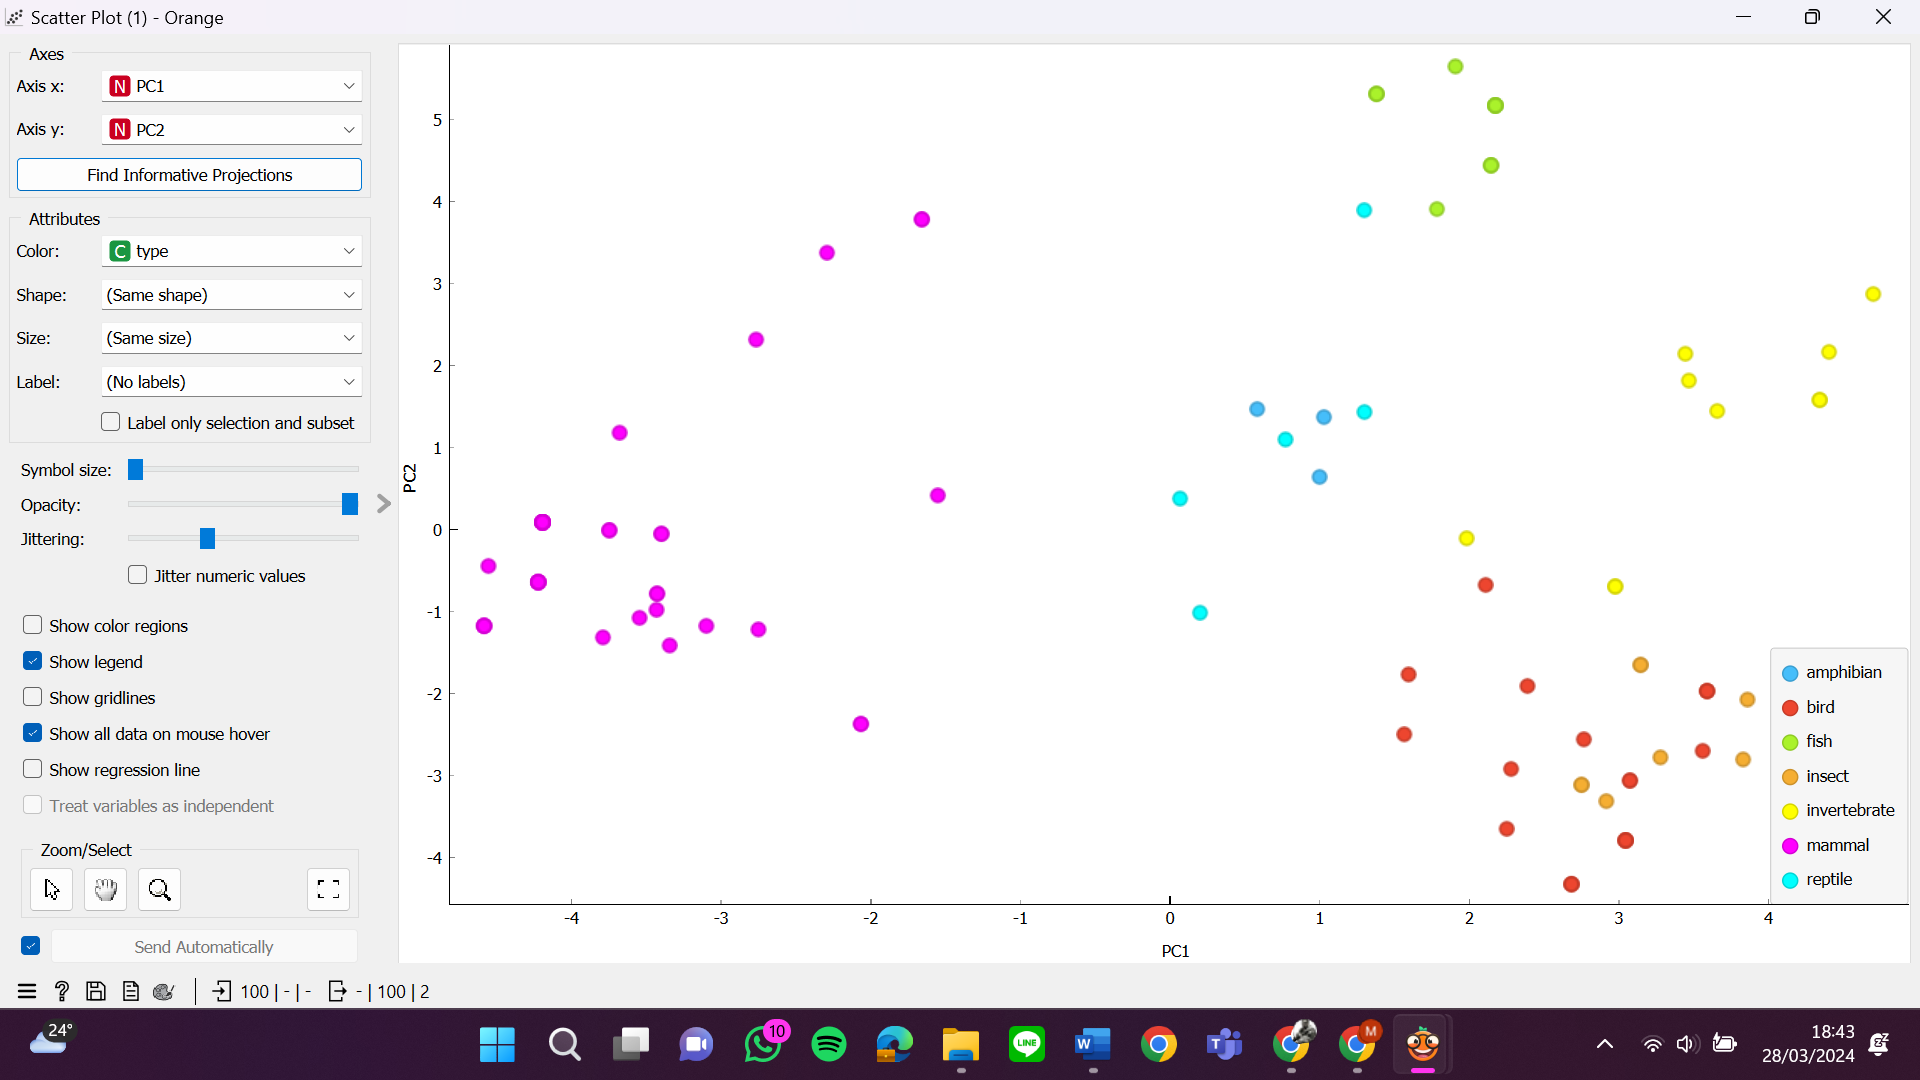 Scatter Plot (1) - Orange
Axes
Axis x: N PC1
Axis y: N PC2
Find Informative Projections
Attributes
Color: C type
Shape: (Same shape)
Size: (Same size)
Label: (No labels)
Label only selection and subset
Symbol size:
Opacity:
Jittering:
Jitter numeric values
Show color regions
Show legend
Show gridlines
Show all data on mouse hover
Show regression line
Treat variables as independent
Zoom/Select
Send Automatically
100 | - | - - | 100 | 2
PC2
5
4
3
2
1
0
-1
-2
-3
-4
-4 -3 -2 -1 0 1 2 3 4
PC1
amphibian
bird
fish
insect
invertebrate
mammal
reptile
24°
10
LINE
W
T
M
18:43
28/03/2024